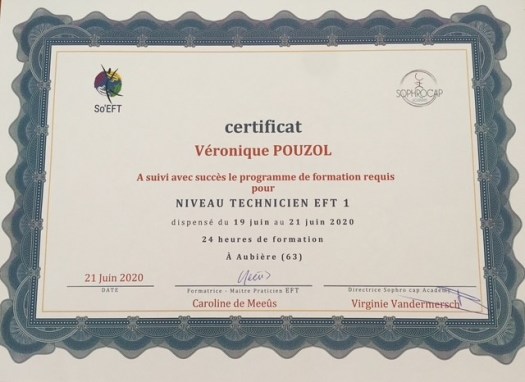 So'EFT
SOPHROCAP
certificat
Véronique POUZOL
A suivi avec succès le programme de formation requis
pour
NIVEAU TECHNICIEN EFT 1
dispensé du 19 juin au 21 juin 2020
24 heures de formation
À Aubière (63)
21 Juin 2020
DATE
Formatrice - Maitre Praticien EFT
Caroline de Meeûs
Directrice Sophro cap Academy
Virginie Vandermersch